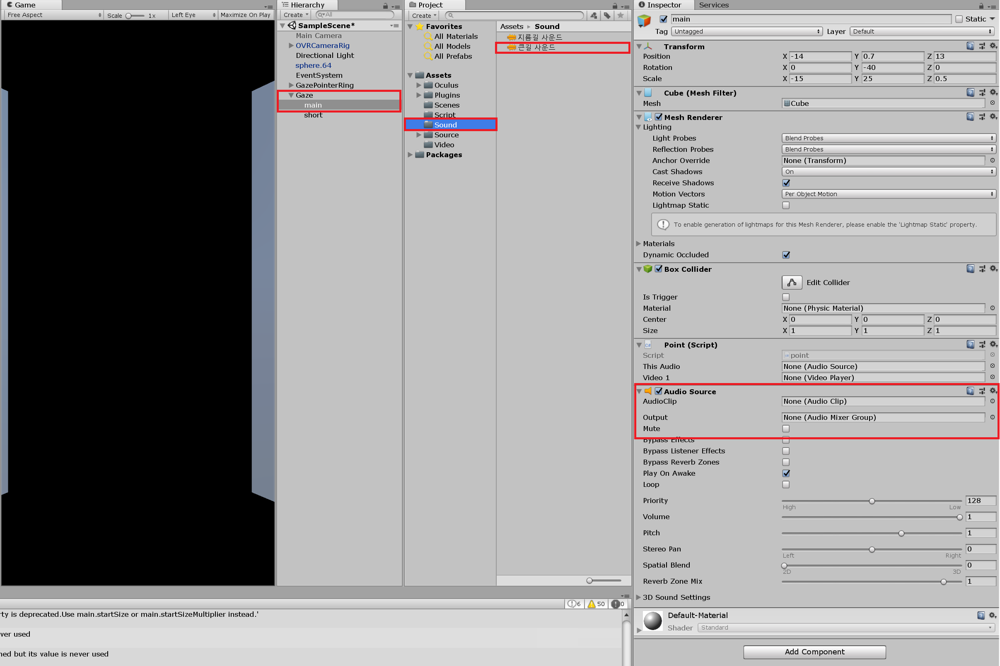 Game
Free Aspect
Scale 1x
Left Eye
Maximize On Play
Hierarchy
Create
All
SampleScene*
Main Camera
OVRCameraRig
Directional Light
sphere.64
EventSystem
GazePointerRing
Gaze
main
short
Project
Create
Favorites
All Materials
All Models
All Prefabs
Assets
Oculus
Plugins
Scenes
Script
Sound
Source
Video
Packages
Assets Sound
지름길 사운드
큰길 사운드
Inspector Services
main Static
Tag Untagged Layer Default
Transform
Position X -14 Y 0.7 Z 13
Rotation X 0 Y -40 Z 0
Scale X -15 Y 25 Z 0.5
Cube (Mesh Filter)
Mesh Cube
Mesh Renderer
Lighting
Light Probes Blend Probes
Reflection Probes Blend Probes
Anchor Override None (Transform)
Cast Shadows On
Receive Shadows
Motion Vectors Per Object Motion
Lightmap Static
To enable generation of lightmaps for this Mesh Renderer, please enable the 'Lightmap Static' property.
Materials
Dynamic Occluded
Box Collider
Edit Collider
Is Trigger
Material None (Physic Material)
Center X 0 Y 0 Z 0
Size X 1 Y 1 Z 1
Point (Script)
Script point
This Audio None (Audio Source)
Video 1 None (Video Player)
Audio Source
AudioClip None (Audio Clip)
Output None (Audio Mixer Group)
Mute
Bypass Effects
Bypass Listener Effects
Bypass Reverb Zones
Play On Awake
Loop
Priority 128
High Low
Volume 1
Pitch 1
Stereo Pan 0
Left Right
Spatial Blend 0
2D 3D
Reverb Zone Mix 1
3D Sound Settings
Default-Material
Shader Standard
Add Component
6 50 0
rty is deprecated.Use main.startSize or main.startSizeMultiplier instead.'
ver used
ned but its value is never used